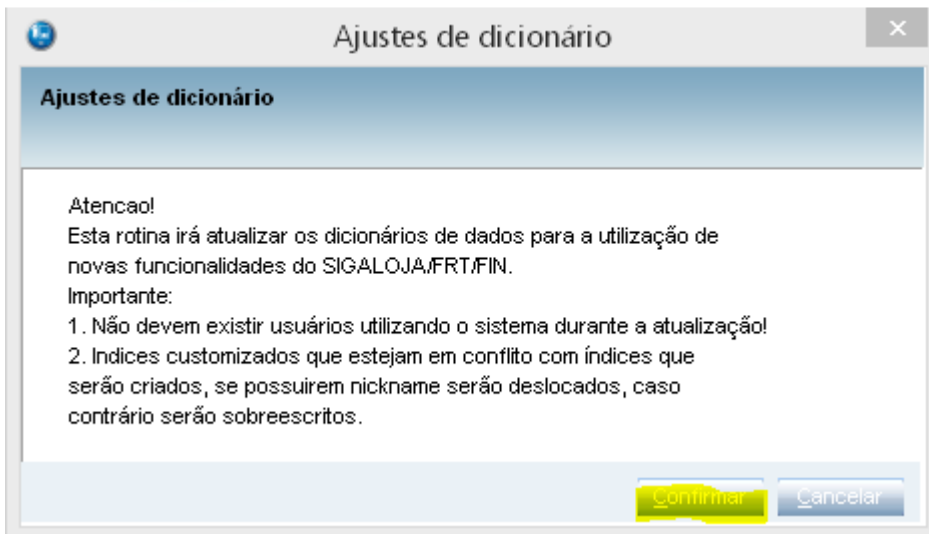 Ajustes de dicionário
Ajustes de dicionário
Atencao!
Esta rotina irá atualizar os dicionários de dados para a utilização de
novas funcionalidades do SIGALOJA/FRT/FIN.
Importante:
1. Não devem existir usuários utilizando o sistema durante a atualização!
2. Indices customizados que estejam em conflito com índices que
serão criados, se possuirem nickname serão deslocados, caso
contrário serão sobreescritos.
Confirmar Cancelar